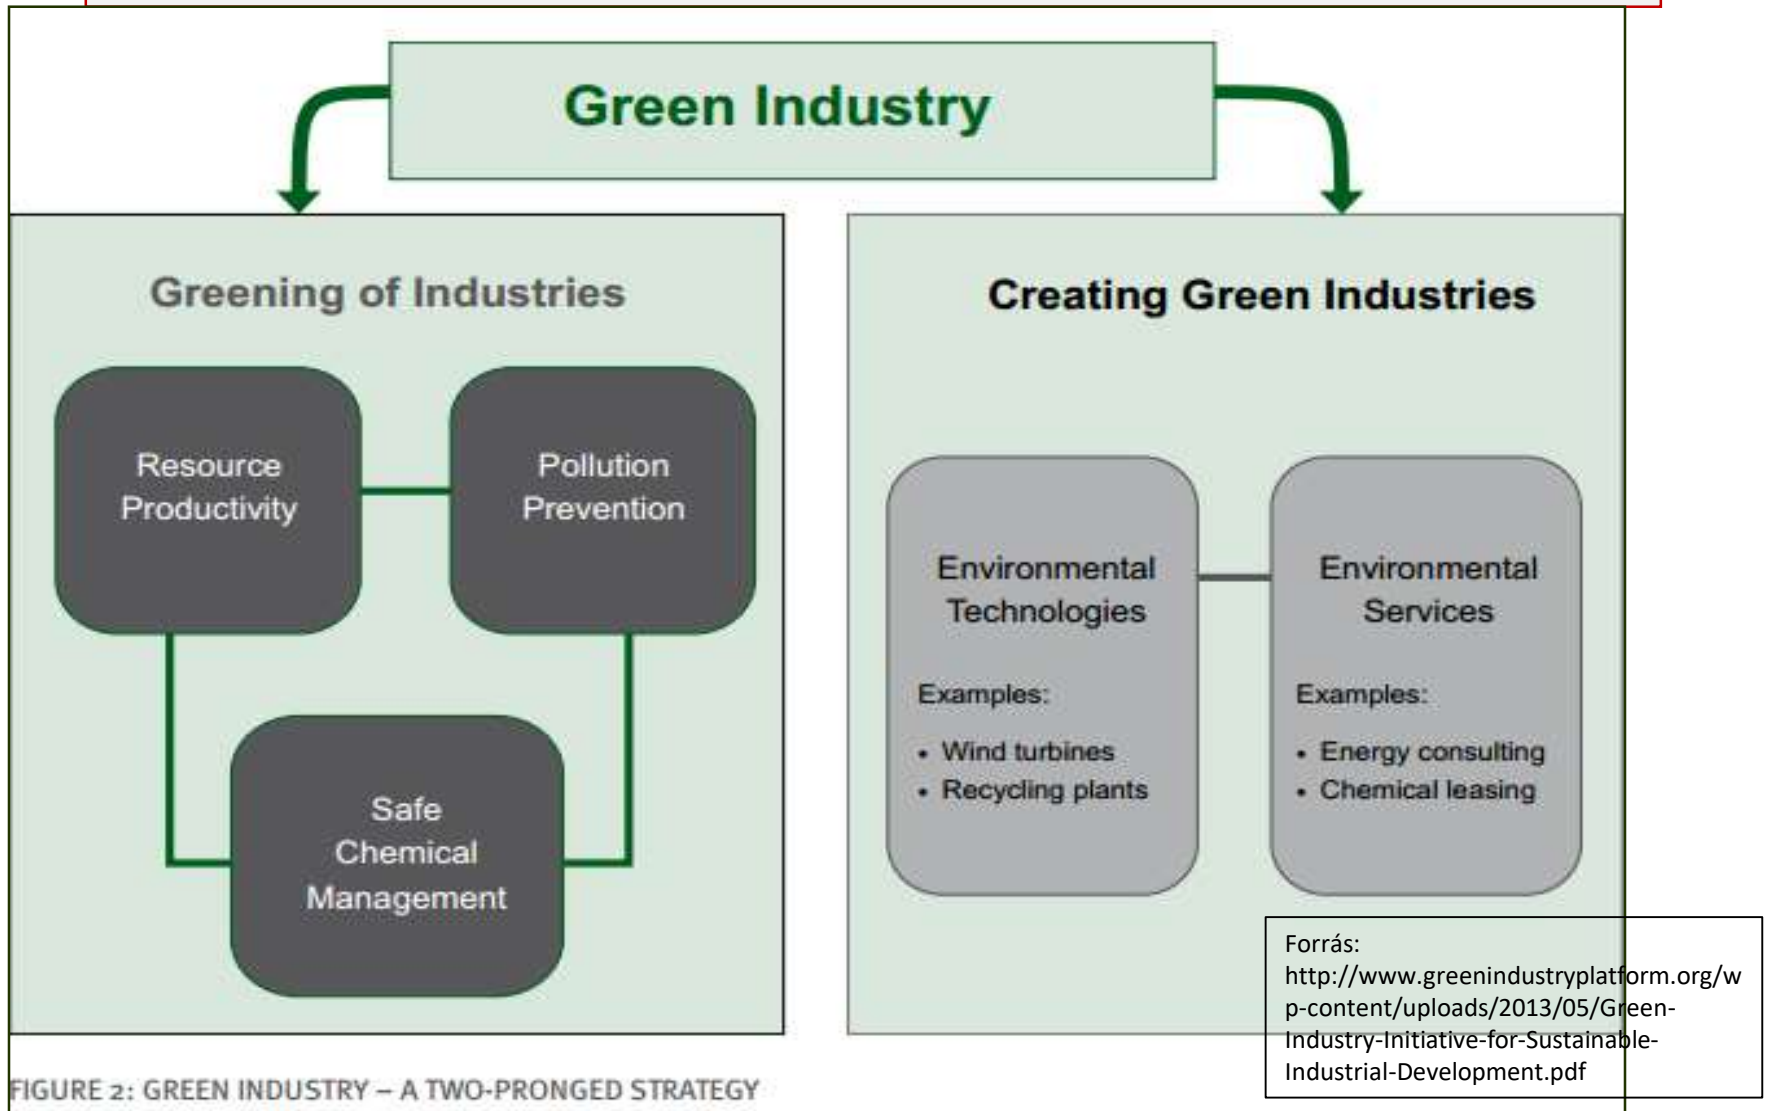 Green Industry
Greening of Industries
Resource
Productivity
Pollution
Prevention
Safe
Chemical
Management
Creating Green Industries
Environmental
Technologies
Examples:
• Wind turbines
• Recycling plants
Environmental
Services
Examples:
• Energy consulting
• Chemical leasing
Forrás:
http://www.greenindustryplatform.org/w
p-content/uploads/2013/05/Green-
Industry-Initiative-for-Sustainable-
Industrial-Development.pdf
FIGURE 2: GREEN INDUSTRY – A TWO-PRONGED STRATEGY